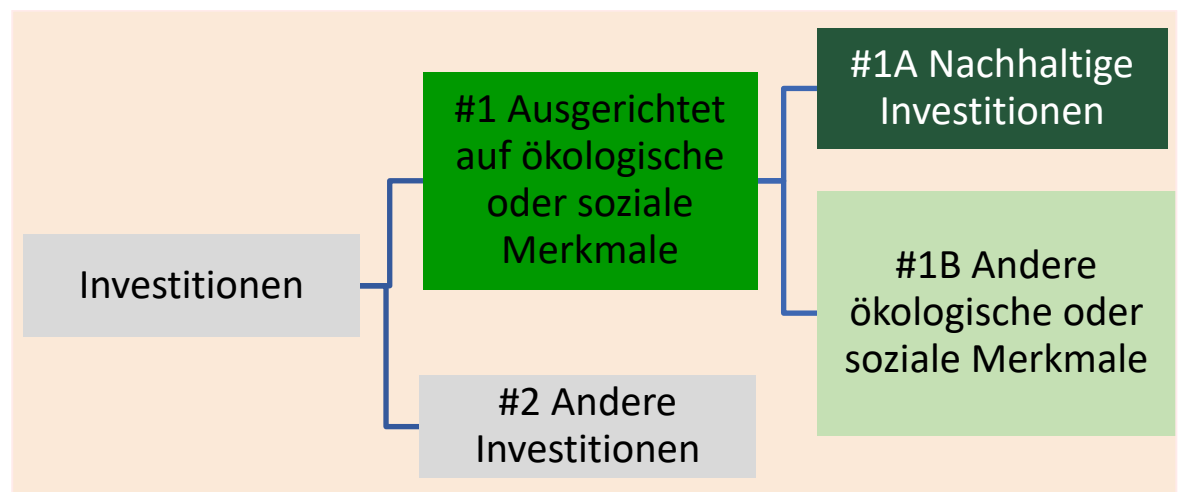 Investitionen
#1 Ausgerichtet
auf ökologische
oder soziale
Merkmale
#2 Andere
Investitionen
#1A Nachhaltige
Investitionen
#1B Andere
ökologische oder
soziale Merkmale